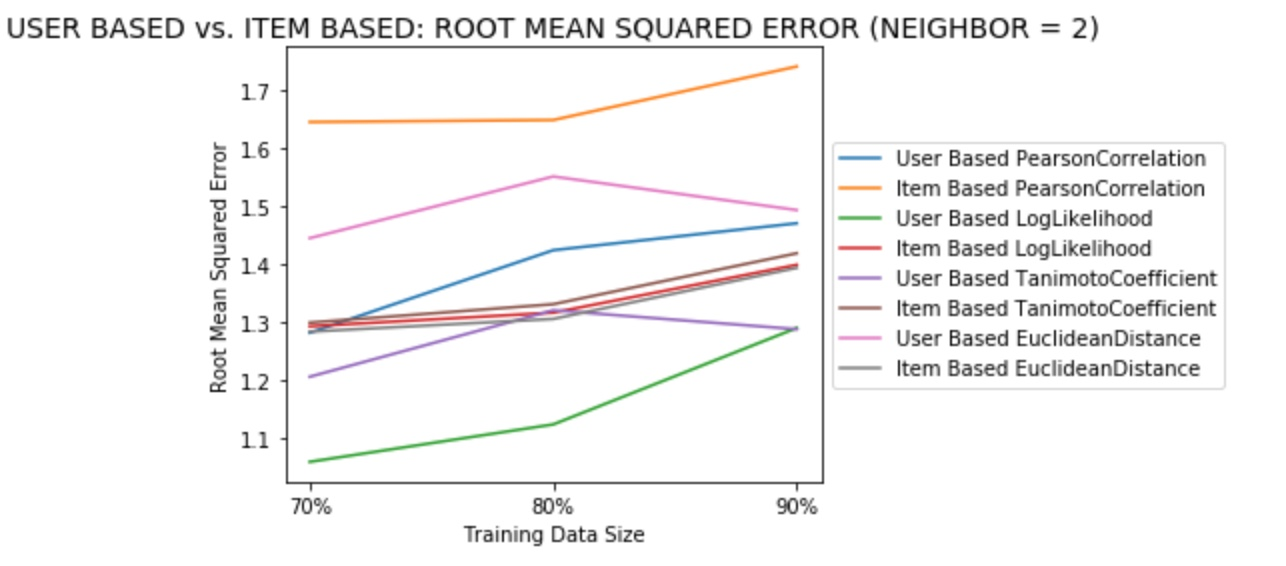 USER BASED vs. ITEM BASED: ROOT MEAN SQUARED ERROR (NEIGHBOR = 2)
Root Mean Squared Error
1.7
1.6
1.5
1.4
1.3
1.2
1.1
70%
80%
90%
Training Data Size
User Based PearsonCorrelation
Item Based PearsonCorrelation
User Based LogLikelihood
Item Based LogLikelihood
User Based TanimotoCoefficient
Item Based TanimotoCoefficient
User Based EuclideanDistance
Item Based EuclideanDistance